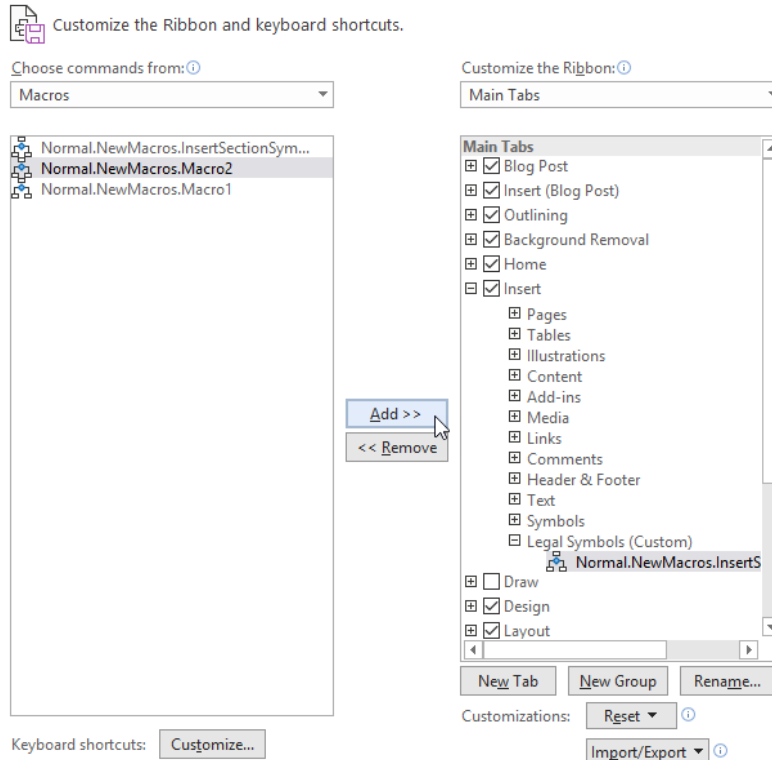 Customize the Ribbon and keyboard shortcuts.
Choose commands from:
Macros
Normal.NewMacros.InsertSectionSym...
Normal.NewMacros.Macro2
Normal.NewMacros.Macro1
Add >>
<< Remove
Customize the Ribbon:
Main Tabs
Main Tabs
Blog Post
Insert (Blog Post)
Outlining
Background Removal
Home
Insert
Pages
Tables
Illustrations
Content
Add-ins
Media
Links
Comments
Header & Footer
Text
Symbols
Legal Symbols (Custom)
Normal.NewMacros.InsertS
Draw
Design
Layout
New Tab
New Group
Rename...
Customizations:
Reset
Import/Export
Keyboard shortcuts:
Customize...